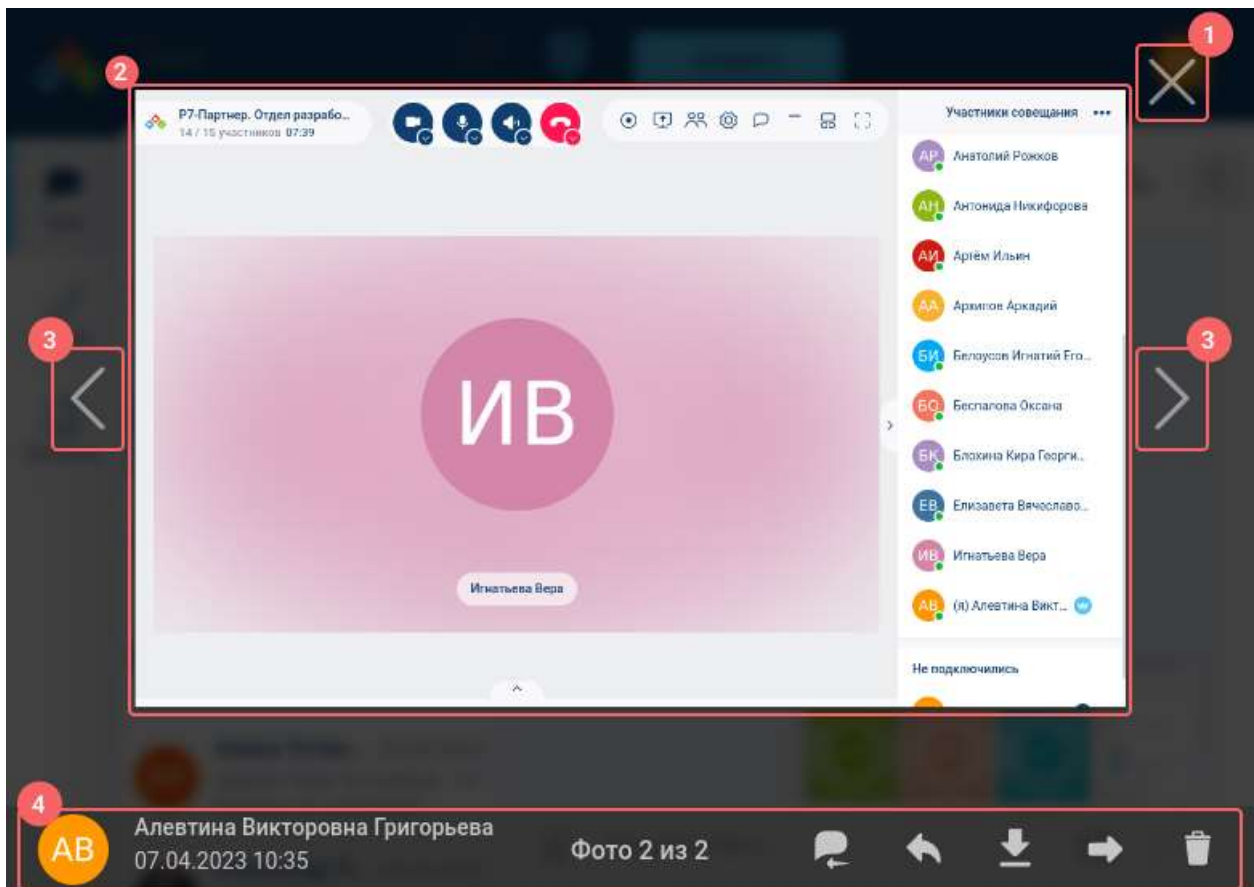 1
2
Р7-Партнер. Отдел разрабо...
14 / 15 участников 07:39
Участники совещания
АР Анатолий Рожков
АН Антонида Никифорова
АИ Артём Ильин
АА Архипов Аркадий
БИ Белоусов Игнатий Его...
БО Беспалова Оксана
БК Блохина Кира Георги...
ЕВ Елизавета Вячеславо...
ИВ Игнатьева Вера
АВ (я) Алевтина Викт...
Не подключились
3
3
ИВ
Игнатьева Вера
4
АВ
Алевтина Викторовна Григорьева
07.04.2023 10:35
Фото 2 из 2